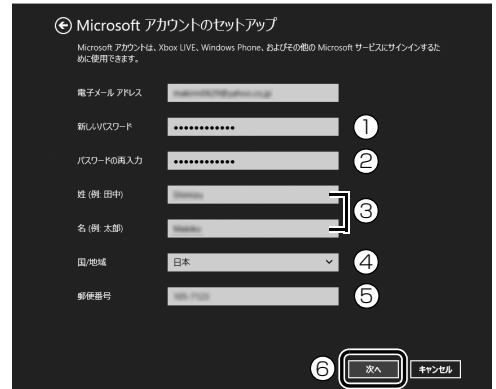 Microsoft アカウントのセットアップ
Microsoft アカウントは、Xbox LIVE、Windows Phone、およびその他の Microsoft サービスにサインインするた
めに使用できます。
電子メール アドレス
新しいパスワード ●●●●●●●●●●●● ①
パスワードの再入力 ●●●●●●●●●●●● ②
姓 (例: 田中)
③
名 (例: 太郎)
国/地域 日本 ④
郵便番号 ⑤
⑥ 次へ キャンセル